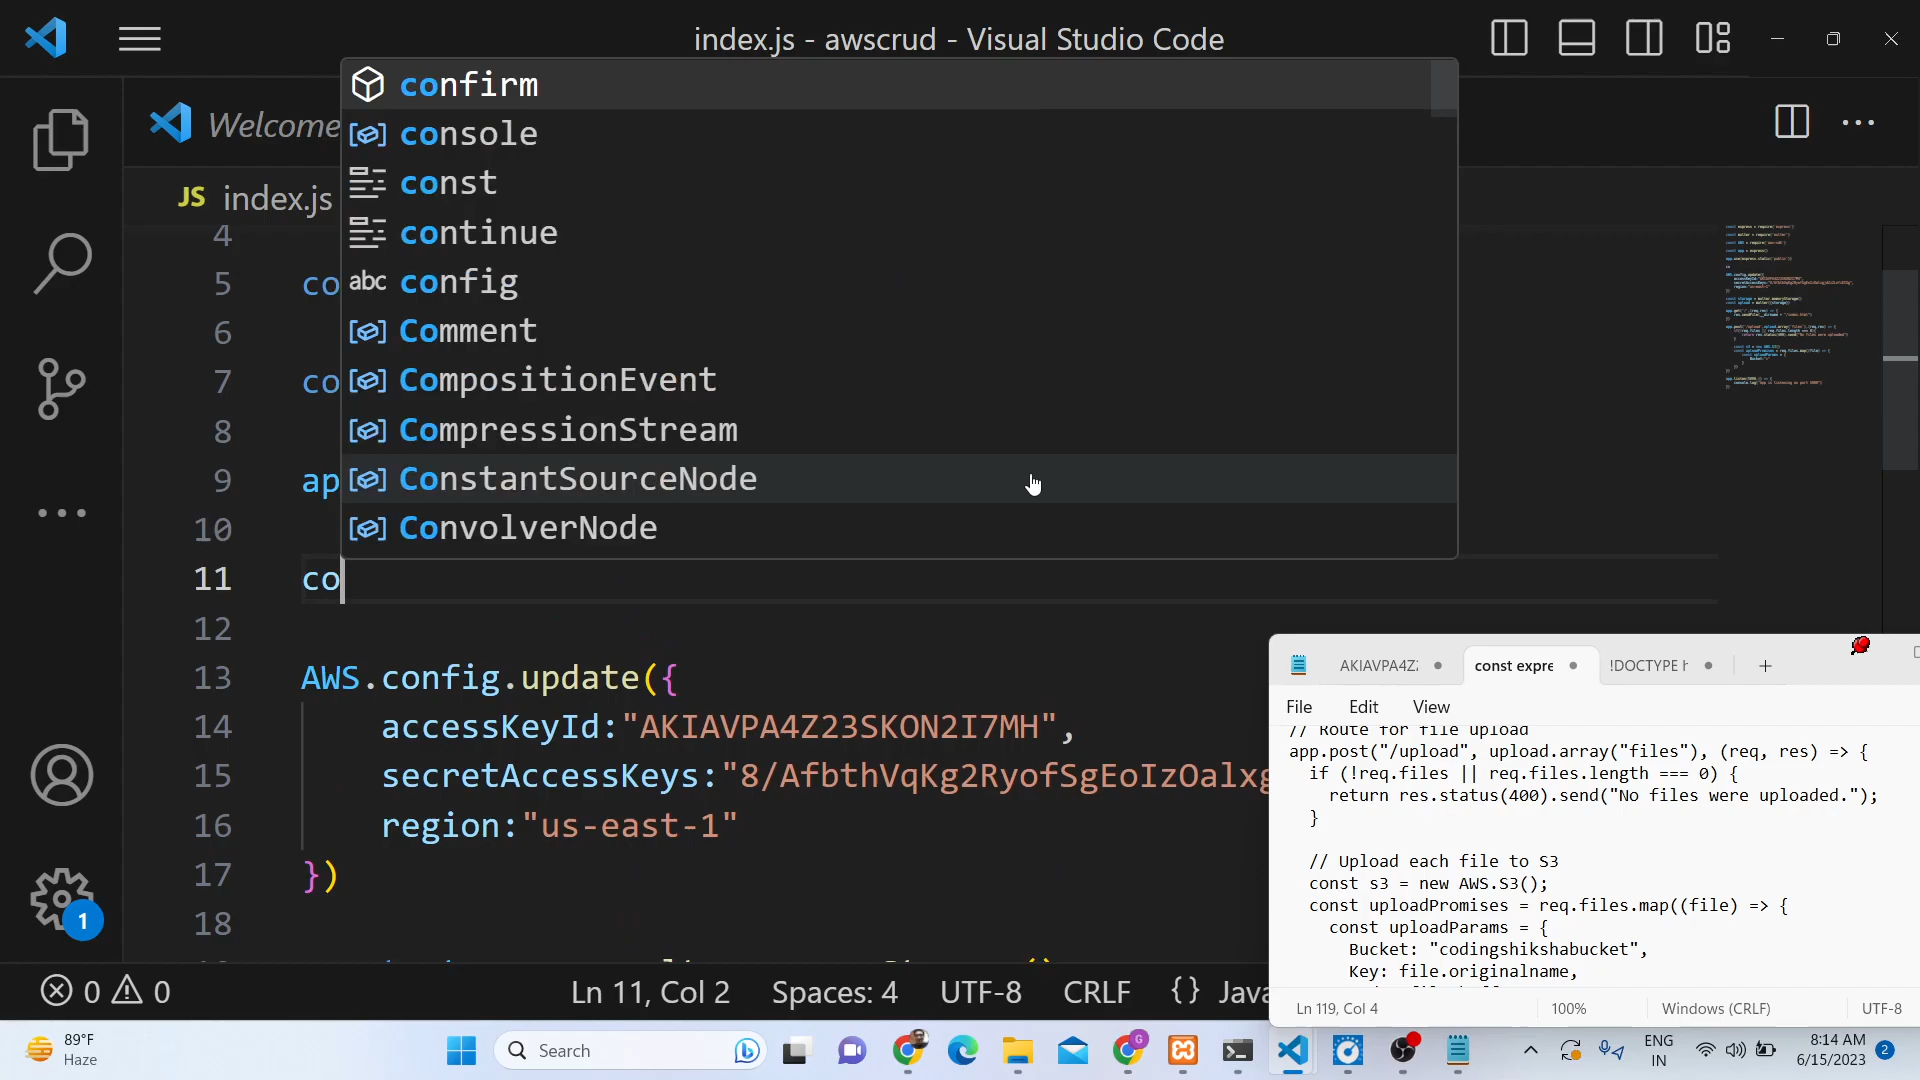 index.js - awscrud - Visual Studio Code
Welcome
JS index.js
confirm
console
const
continue
abc config
Comment
CompositionEvent
CompressionStream
ConstantSourceNode
ConvolverNode
4
5 co
6
7 co
8
9 ap
10
11 co
12
13 AWS.config.update({
14 accessKeyId:"AKIAVPA4Z23SKON2I7MH",
15 secretAccessKeys:"8/AfbthVqKg2RyofSgEoIzOalxg
16 region:"us-east-1"
17 })
18
AKIAVPA4Z const expre !DOCTYPE h
File Edit View
// Route for file upload
app.post("/upload", upload.array("files"), (req, res) => {
if (!req.files || req.files.length === 0) {
return res.status(400).send("No files were uploaded.");
}
// Upload each file to S3
const s3 = new AWS.S3();
const uploadPromises = req.files.map((file) => {
const uploadParams = {
Bucket: "codingshikshabucket",
Key: file.originalname,
Ln 119, Col 4 100% Windows (CRLF) UTF-8
1
0 0 Ln 11, Col 2 Spaces: 4 UTF-8 CRLF {} Java
89°F
Haze
Search
G
ENG
IN
8:14 AM
6/15/2023
2